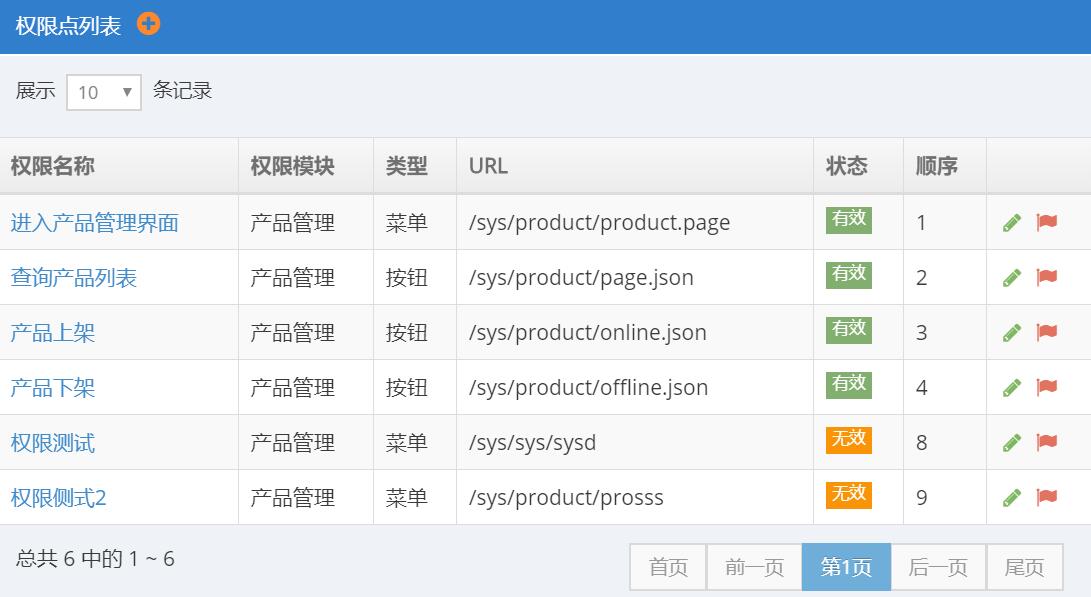 权限点列表
展示 10 条记录
权限名称 权限模块 类型 URL 状态 顺序
进入产品管理界面 产品管理 菜单 /sys/product/product.page 有效 1
查询产品列表 产品管理 按钮 /sys/product/page.json 有效 2
产品上架 产品管理 按钮 /sys/product/online.json 有效 3
产品下架 产品管理 按钮 /sys/product/offline.json 有效 4
权限测试 产品管理 菜单 /sys/sys/sysd 无效 8
权限侧式2 产品管理 菜单 /sys/product/prosss 无效 9
总共 6 中的 1 ~ 6
首页 前一页 第1页 后一页 尾页